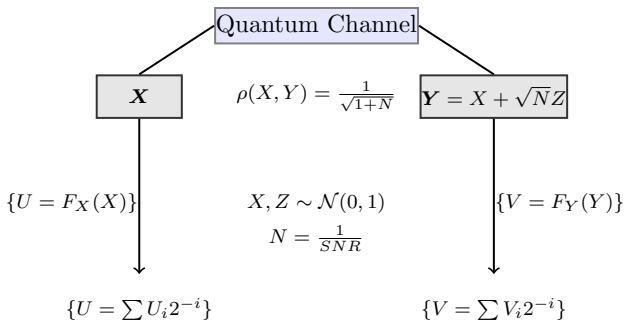 Quantum Channel
X
ρ(X, Y) = 1/√(1+N)
Y = X + √N Z
{U = F_X(X)}
X, Z ∼ 𝒩(0, 1)
{V = F_Y(Y)}
N = 1/SNR
{U = ∑ U_i 2^{-i}}
{V = ∑ V_i 2^{-i}}